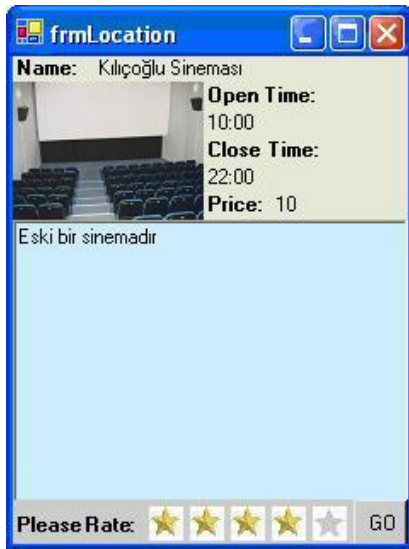 frmLocation
Name: Kılıçoğlu Sineması
Open Time:
10:00
Close Time:
22:00
Price: 10
Eski bir sinemadır
Please Rate: GO